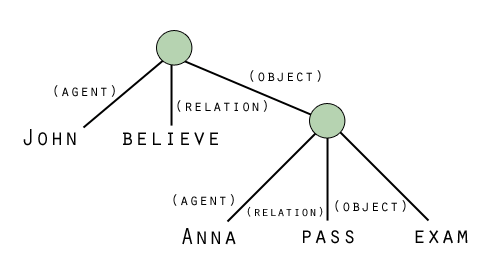 (OBJECT)
(AGENT)
(RELATION)
JOHN BELIEVE
(AGENT) (RELATION) (OBJECT)
ANNA PASS EXAM